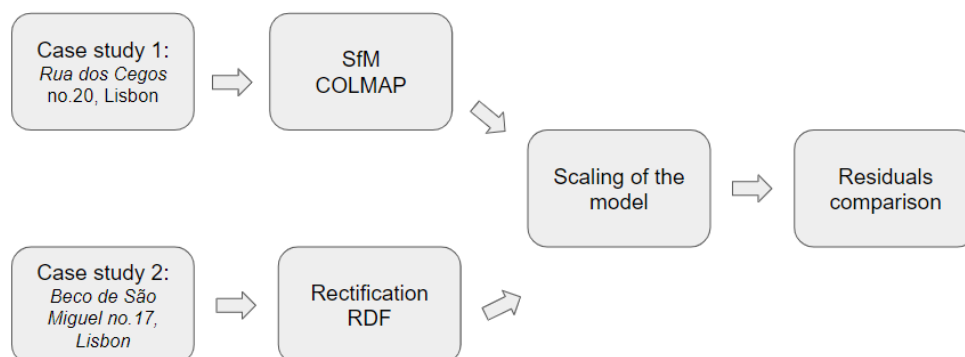 Case study 1:
Rua dos Cegos
no.20, Lisbon
SfM
COLMAP
Scaling of the
model
Residuals
comparison
Case study 2:
Beco de São
Miguel no.17,
Lisbon
Rectification
RDF